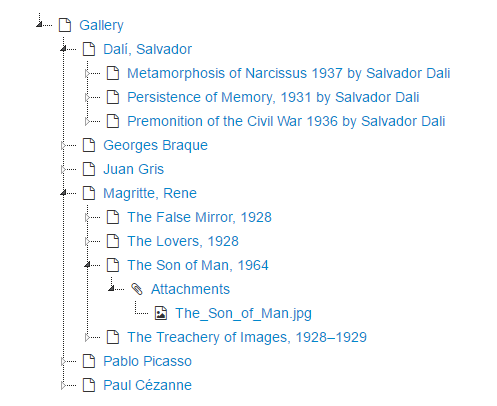 Gallery
Dalí, Salvador
Metamorphosis of Narcissus 1937 by Salvador Dali
Persistence of Memory, 1931 by Salvador Dali
Premonition of the Civil War 1936 by Salvador Dali
Georges Braque
Juan Gris
Magritte, Rene
The False Mirror, 1928
The Lovers, 1928
The Son of Man, 1964
Attachments
The_Son_of_Man.jpg
The Treachery of Images, 1928–1929
Pablo Picasso
Paul Cézanne